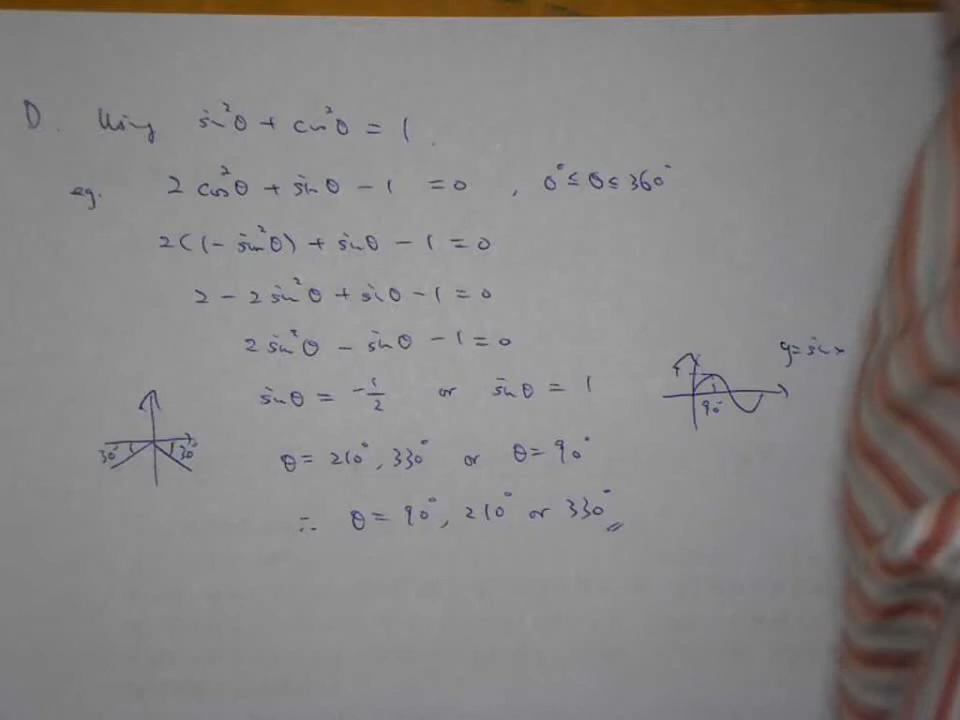 D. Using sin²θ + cos²θ = 1.
eg. 2cos²θ + sinθ - 1 = 0 , 0° ≤ θ ≤ 360°
2(1 - sin²θ) + sinθ - 1 = 0
2 - 2sin²θ + sinθ - 1 = 0
2sin²θ - sinθ - 1 = 0
y = sin x
sinθ = -1/2 or sinθ = 1
1
90°
30° 30°
θ = 210°, 330° or θ = 90°
∴ θ = 90°, 210° or 330°